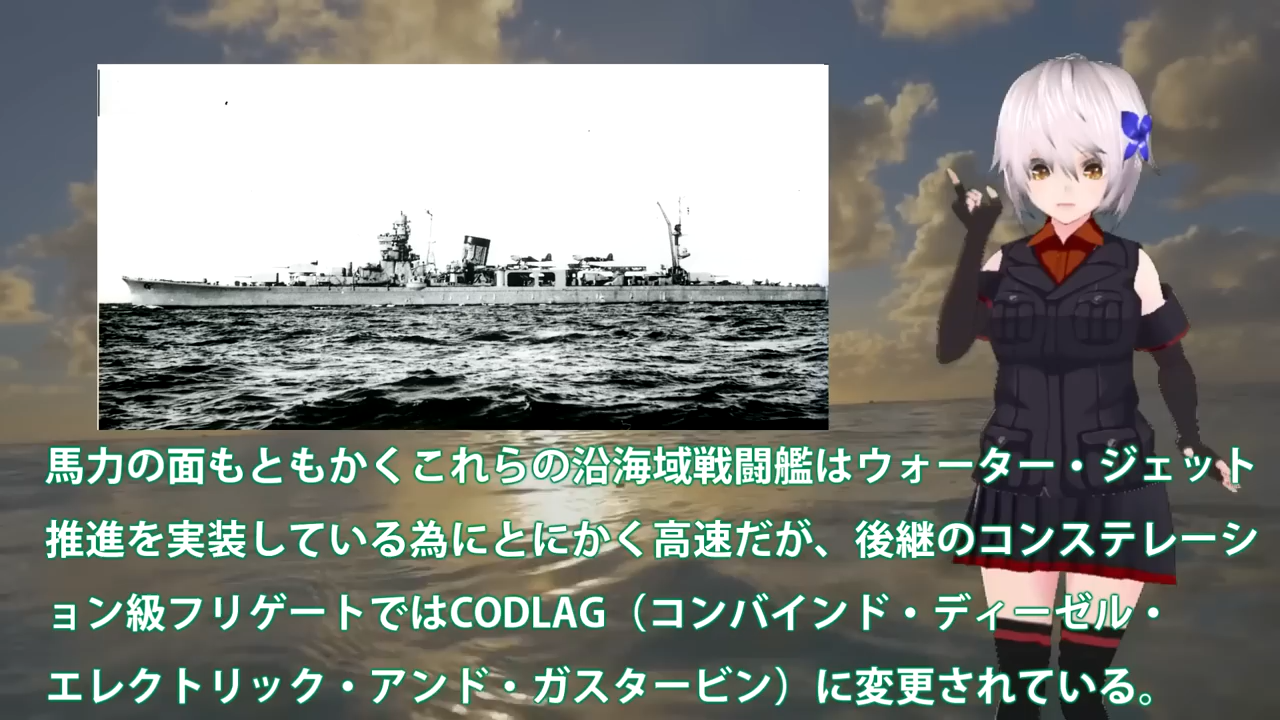 馬力の面もともかくこれらの沿海域戦闘艦はウォーター・ジェット
推進を実装している為にとにかく高速だが、後継のコンステレーシ
ョン級フリゲートではCODLAG（コンバインド・ディーゼル・
エレクトリック・アンド・ガスタービン）に変更されている。